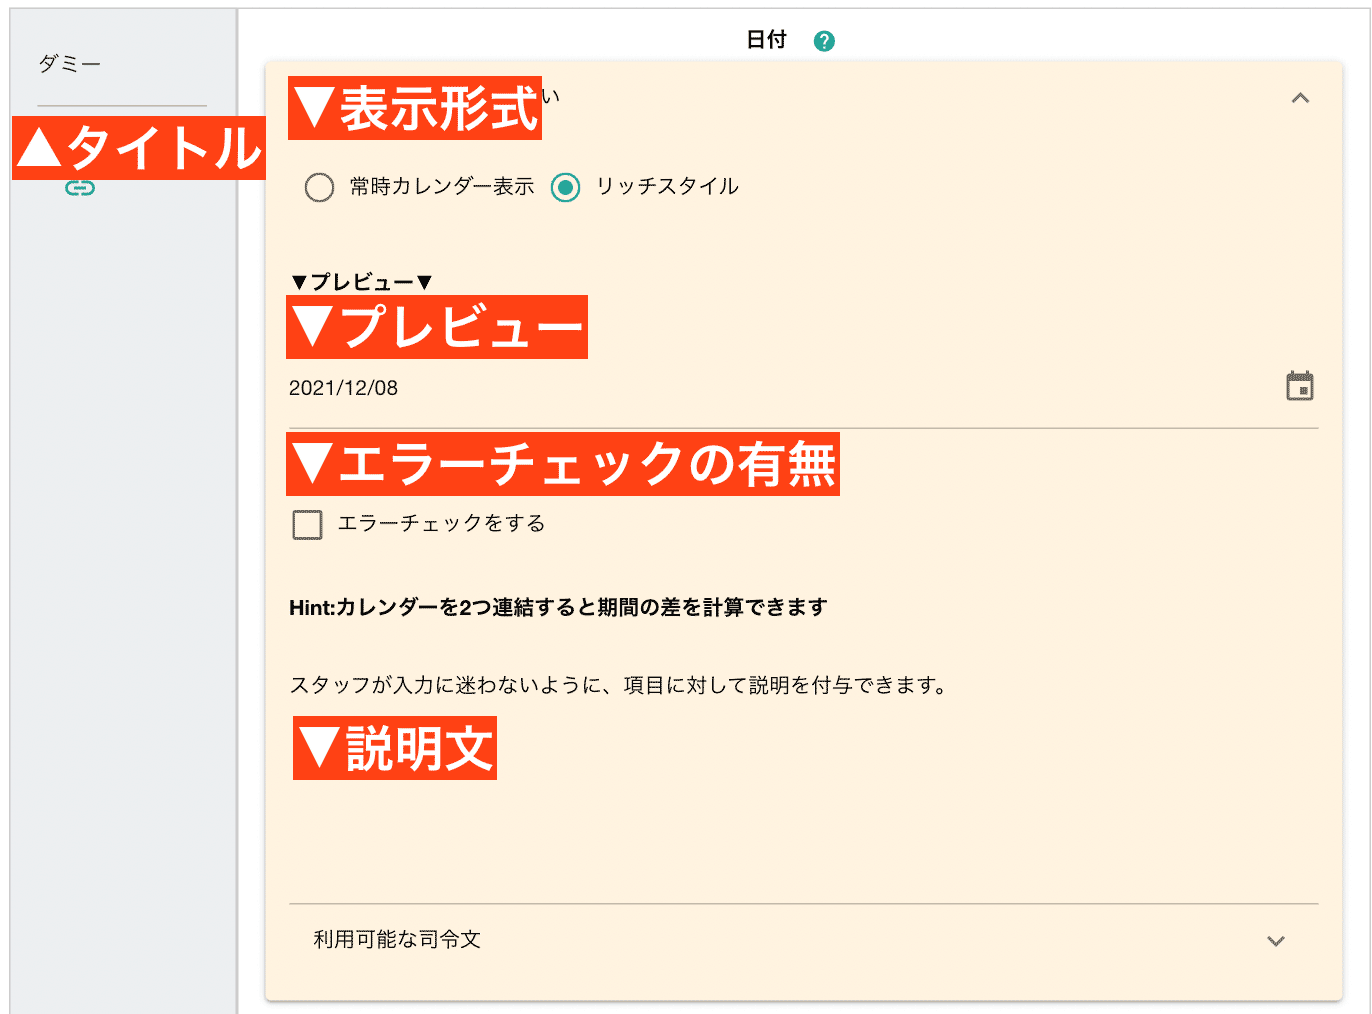 日付 ?
ダミー
▲タイトル
▼表示形式
い
常時カレンダー表示 リッチスタイル
▼プレビュー▼
▼プレビュー
2021/12/08
▼エラーチェックの有無
エラーチェックをする
Hint:カレンダーを2つ連結すると期間の差を計算できます
スタッフが入力に迷わないように、項目に対して説明を付与できます。
▼説明文
利用可能な司令文